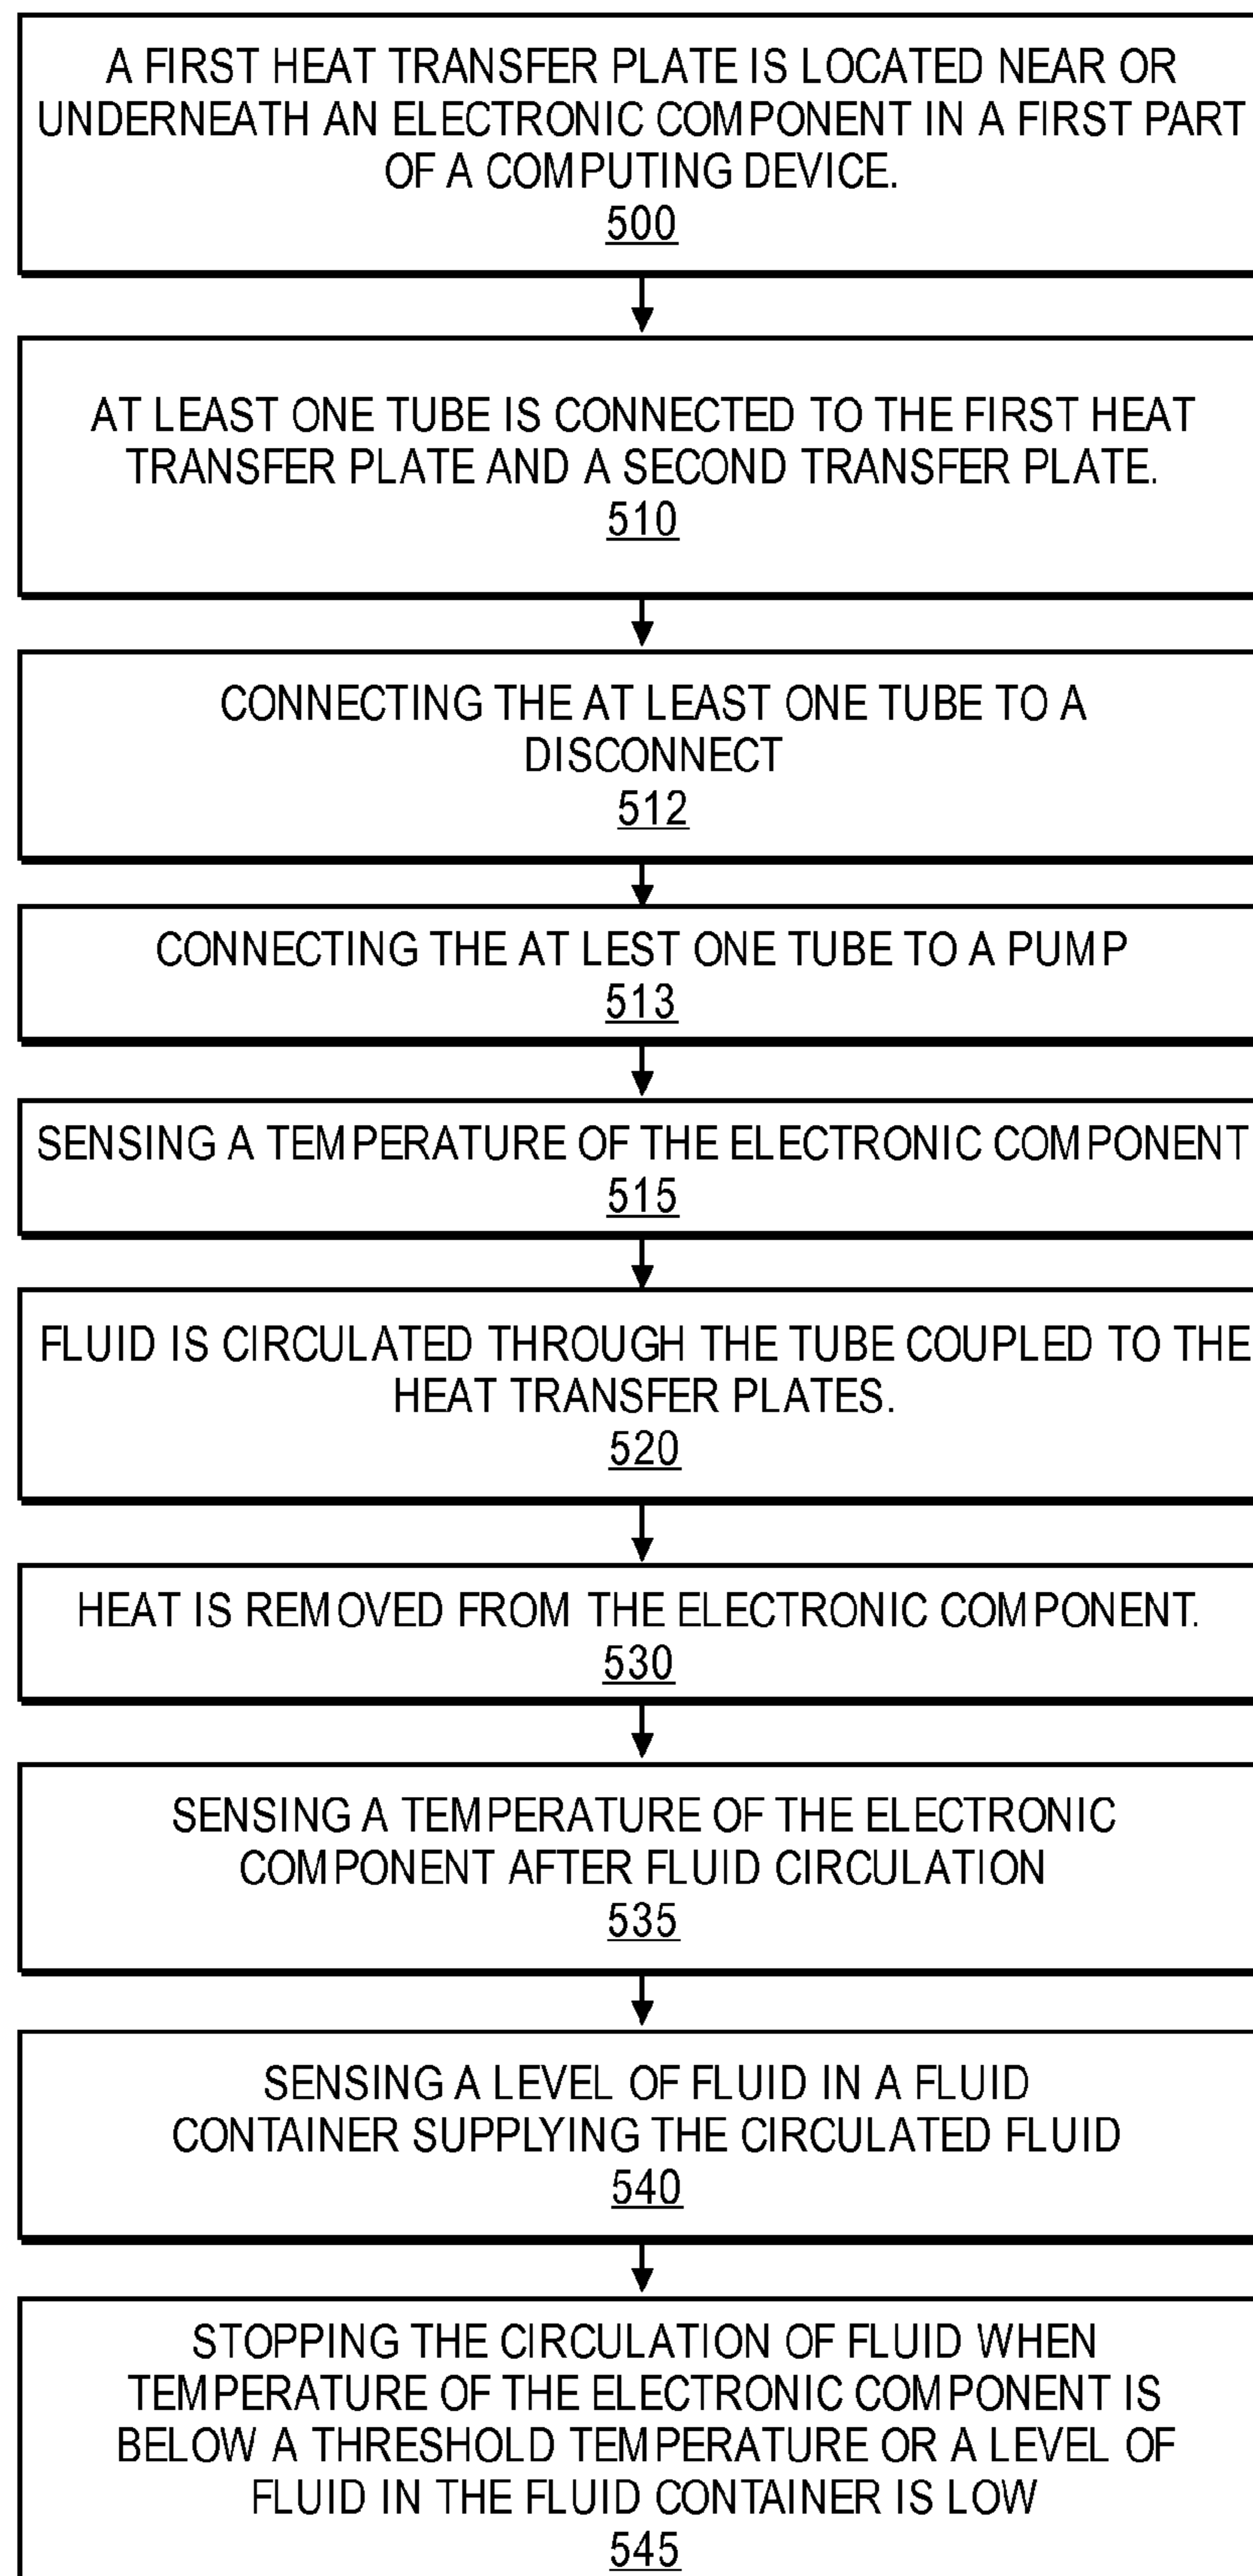 A FIRST HEAT TRANSFER PLATE IS LOCATED NEAR OR
UNDERNEATH AN ELECTRONIC COMPONENT IN A FIRST PART
OF A COMPUTING DEVICE.
500
AT LEAST ONE TUBE IS CONNECTED TO THE FIRST HEAT
TRANSFER PLATE AND A SECOND TRANSFER PLATE.
510
CONNECTING THE AT LEAST ONE TUBE TO A
DISCONNECT
512
CONNECTING THE AT LEST ONE TUBE TO A PUMP
513
SENSING A TEMPERATURE OF THE ELECTRONIC COMPONENT
515
FLUID IS CIRCULATED THROUGH THE TUBE COUPLED TO THE
HEAT TRANSFER PLATES.
520
HEAT IS REMOVED FROM THE ELECTRONIC COMPONENT.
530
SENSING A TEMPERATURE OF THE ELECTRONIC
COMPONENT AFTER FLUID CIRCULATION
535
SENSING A LEVEL OF FLUID IN A FLUID
CONTAINER SUPPLYING THE CIRCULATED FLUID
540
STOPPING THE CIRCULATION OF FLUID WHEN
TEMPERATURE OF THE ELECTRONIC COMPONENT IS
BELOW A THRESHOLD TEMPERATURE OR A LEVEL OF
FLUID IN THE FLUID CONTAINER IS LOW
545